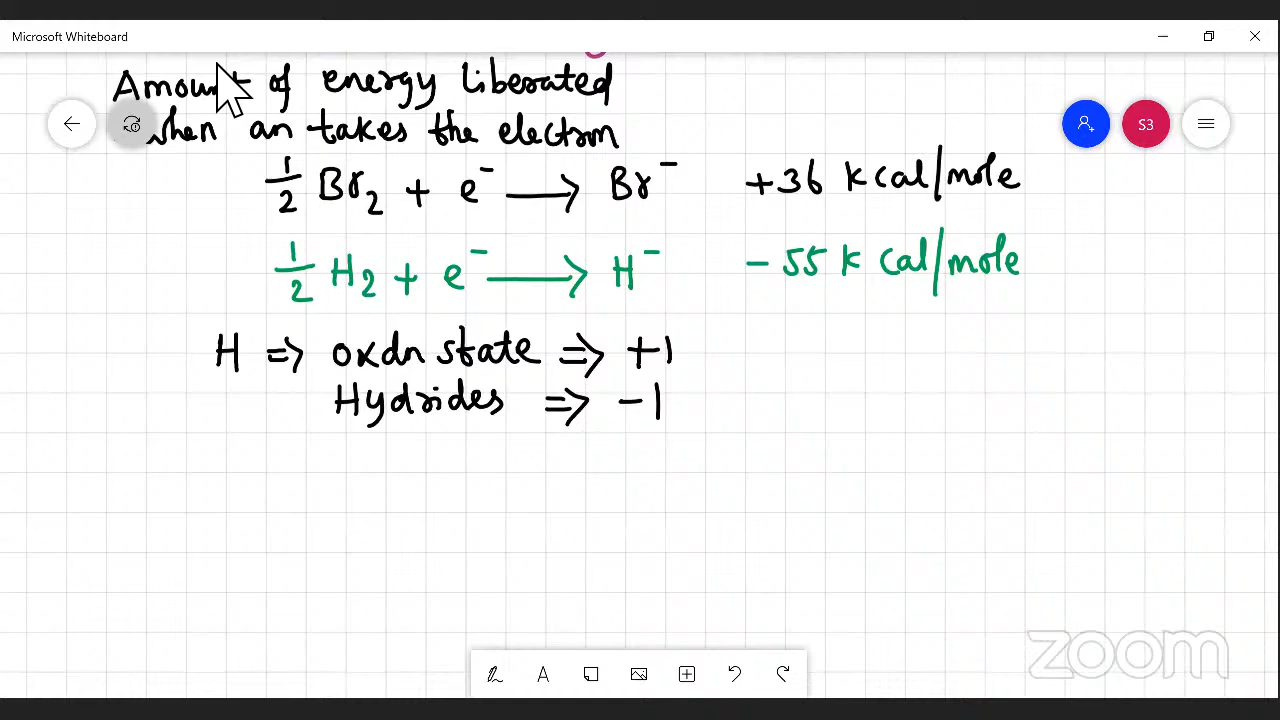 Microsoft Whiteboard
Amount of energy liberated
when an takes the electron
1/2 Br₂ + e⁻ ⟶ Br⁻ +36 kcal/mole
1/2 H₂ + e⁻ ⟶ H⁻ -55 k cal/mole
H => oxdn state => +1
Hydrides => -1
S3
A
zoom